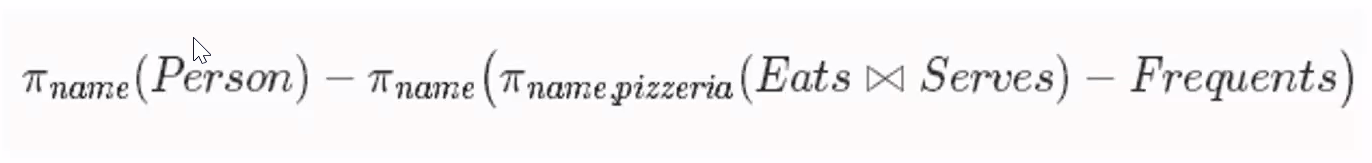 π_name(Person) − π_name(π_name,pizzeria(Eats ⋈ Serves) − Frequents)